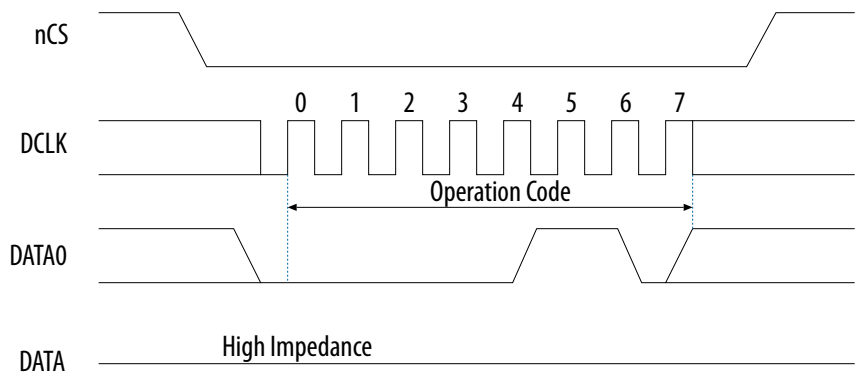 nCS
0 1 2 3 4 5 6 7
DCLK
Operation Code
DATA0
High Impedance
DATA